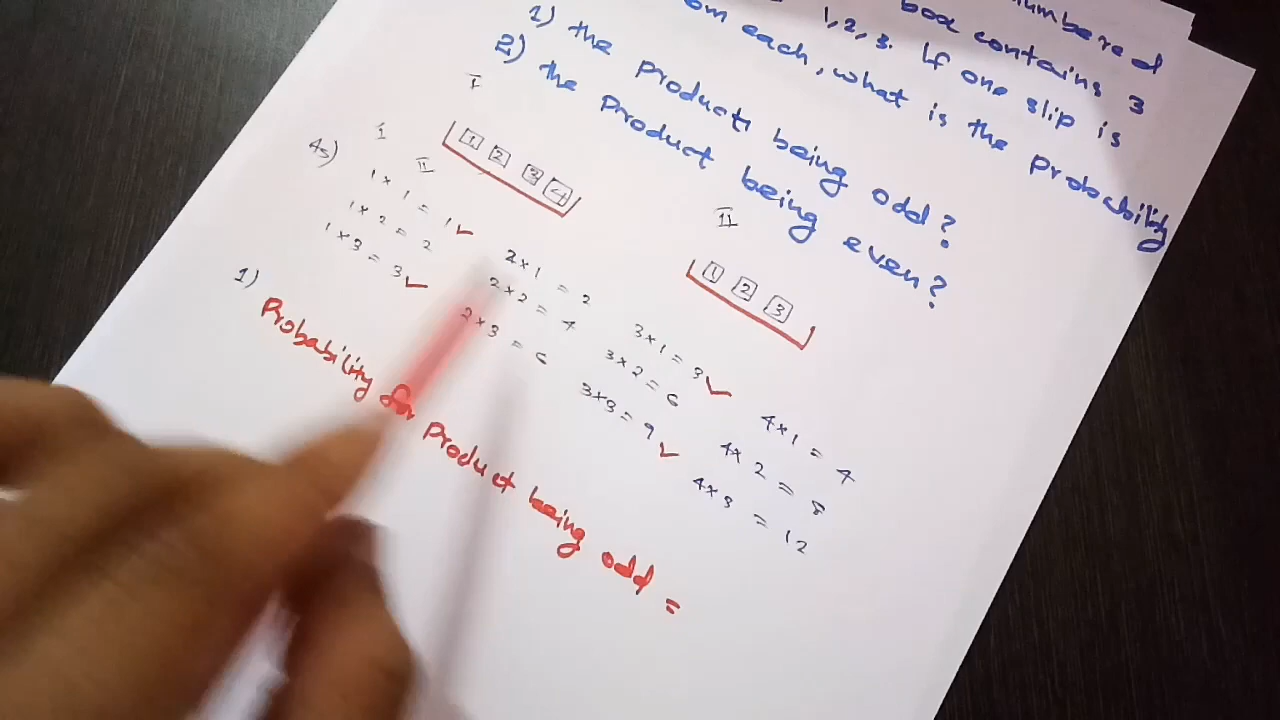 numbered
box contains 3
1, 2, 3. If one slip is
from each, what is the probability
1) the product being odd?
2) the product being even?
I
1 2 3 4
II
1 2 3
As)
I II
1 x 1 = 1 ✓
1 x 2 = 2
1 x 3 = 3 ✓
2 x 1 = 2
2 x 2 = 4
2 x 3 = 6
3 x 1 = 3 ✓
3 x 2 = 6
3 x 3 = 9 ✓
4 x 1 = 4
4 x 2 = 8
4 x 3 = 12
1) Probability for product being odd =